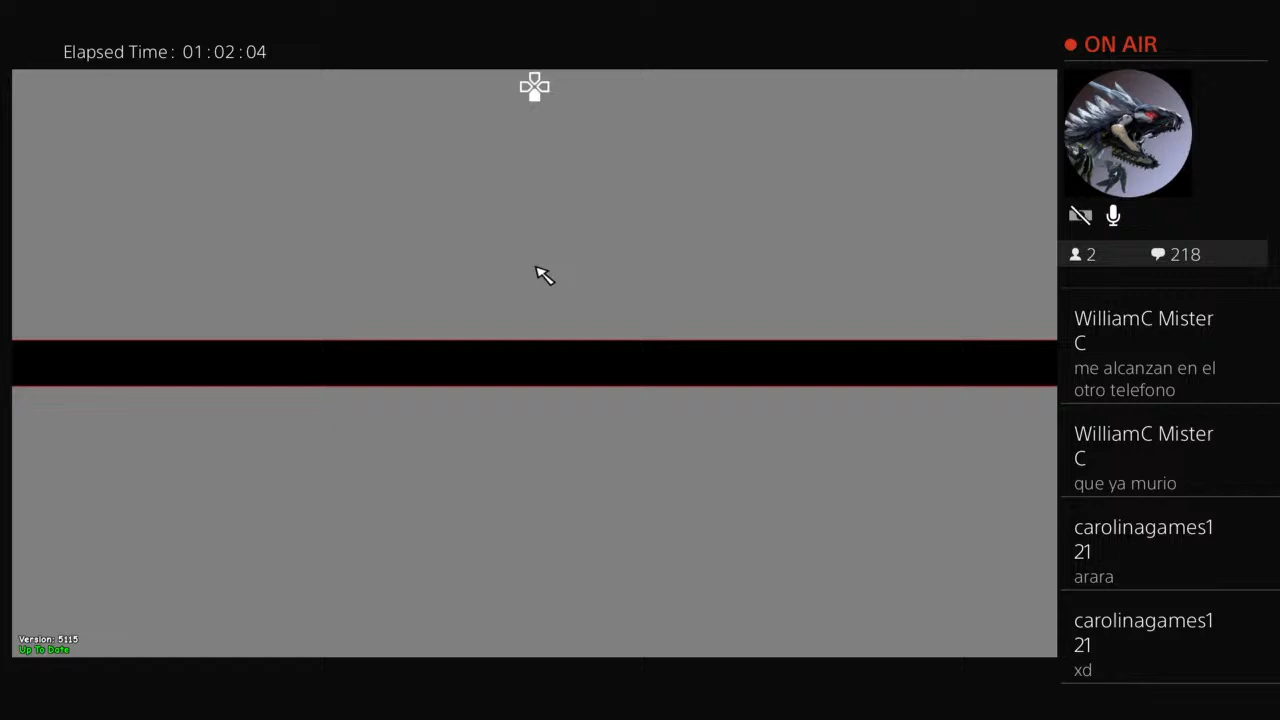 Elapsed Time: 01:02:04
ON AIR
2 218
WilliamC Mister
C
me alcanzan en el
otro telefono
WilliamC Mister
C
que ya murio
carolinagames1
21
arara
carolinagames1
21
xd
Version: 5115
Up To Date